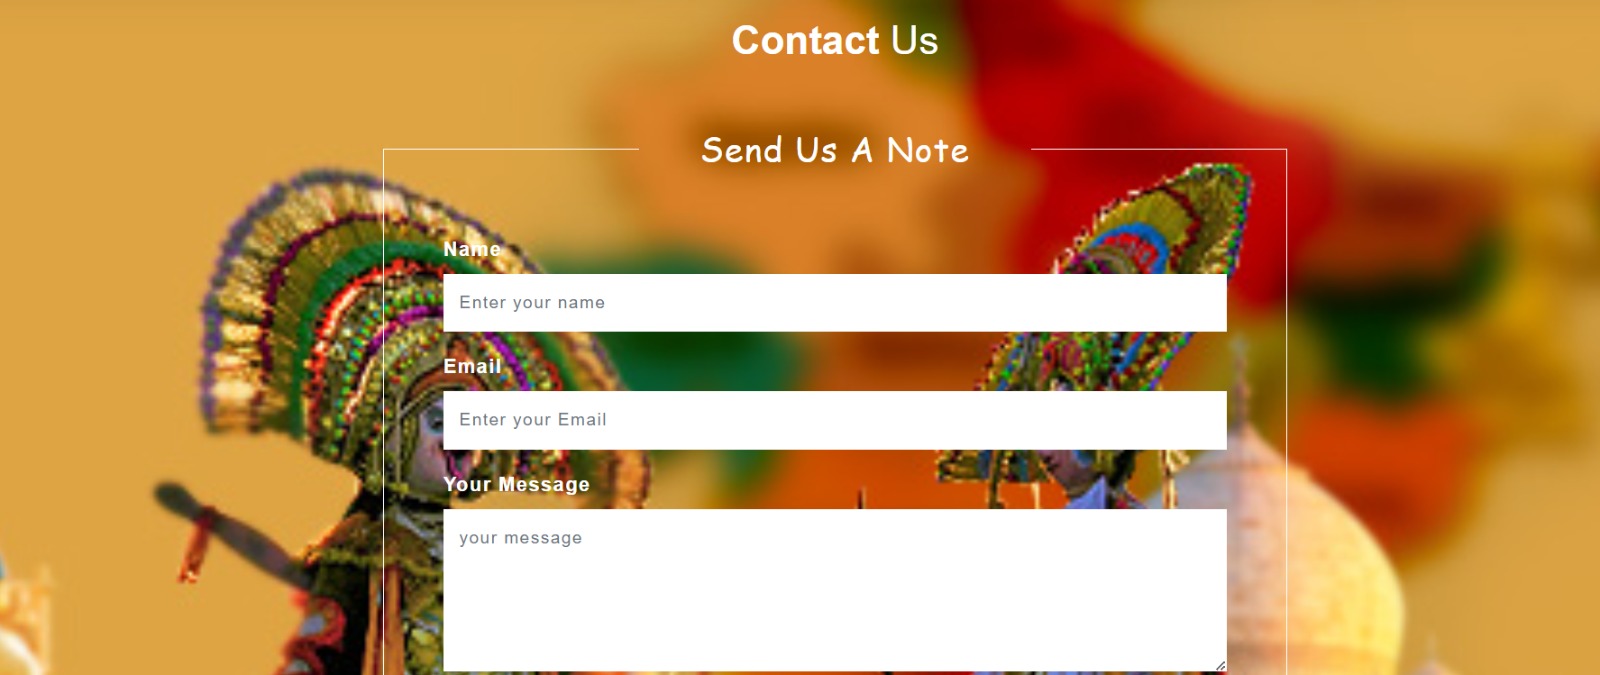 Contact Us
Send Us A Note
Name
Enter your name
Email
Enter your Email
Your Message
your message